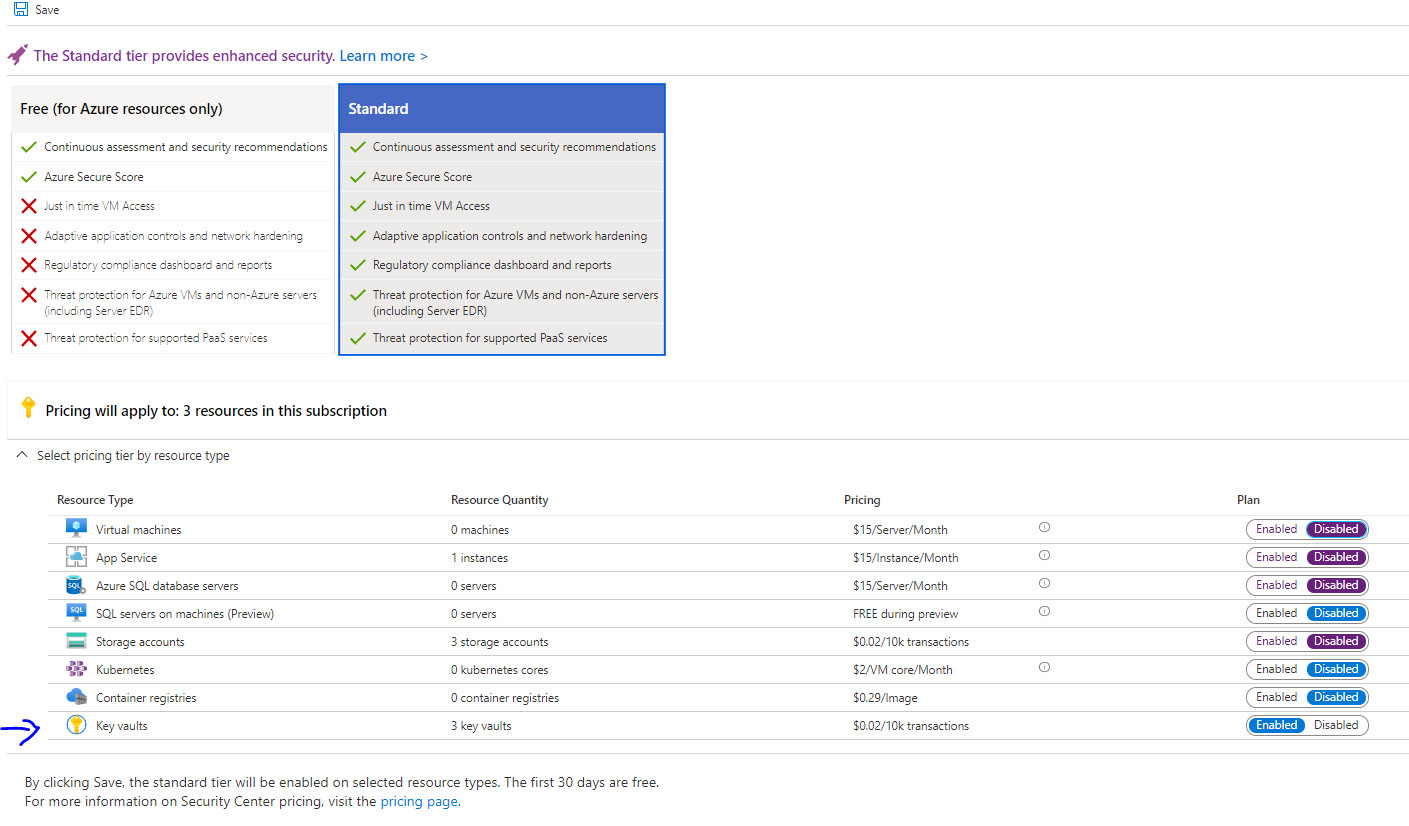 Save
The Standard tier provides enhanced security. Learn more >
Free (for Azure resources only)
Continuous assessment and security recommendations
Azure Secure Score
Just in time VM Access
Adaptive application controls and network hardening
Regulatory compliance dashboard and reports
Threat protection for Azure VMs and non-Azure servers
(including Server EDR)
Threat protection for supported PaaS services
Standard
Continuous assessment and security recommendations
Azure Secure Score
Just in time VM Access
Adaptive application controls and network hardening
Regulatory compliance dashboard and reports
Threat protection for Azure VMs and non-Azure servers
(including Server EDR)
Threat protection for supported PaaS services
Pricing will apply to: 3 resources in this subscription
Select pricing tier by resource type
Resource Type Resource Quantity Pricing Plan
Virtual machines 0 machines $15/Server/Month Enabled Disabled
App Service 1 instances $15/Instance/Month Enabled Disabled
SQL Azure SQL database servers 0 servers $15/Server/Month Enabled Disabled
SQL SQL servers on machines (Preview) 0 servers FREE during preview Enabled Disabled
Storage accounts 3 storage accounts $0.02/10k transactions Enabled Disabled
Kubernetes 0 kubernetes cores $2/VM core/Month Enabled Disabled
Container registries 0 container registries $0.29/Image Enabled Disabled
Key vaults 3 key vaults $0.02/10k transactions Enabled Disabled
By clicking Save, the standard tier will be enabled on selected resource types. The first 30 days are free.
For more information on Security Center pricing, visit the pricing page.